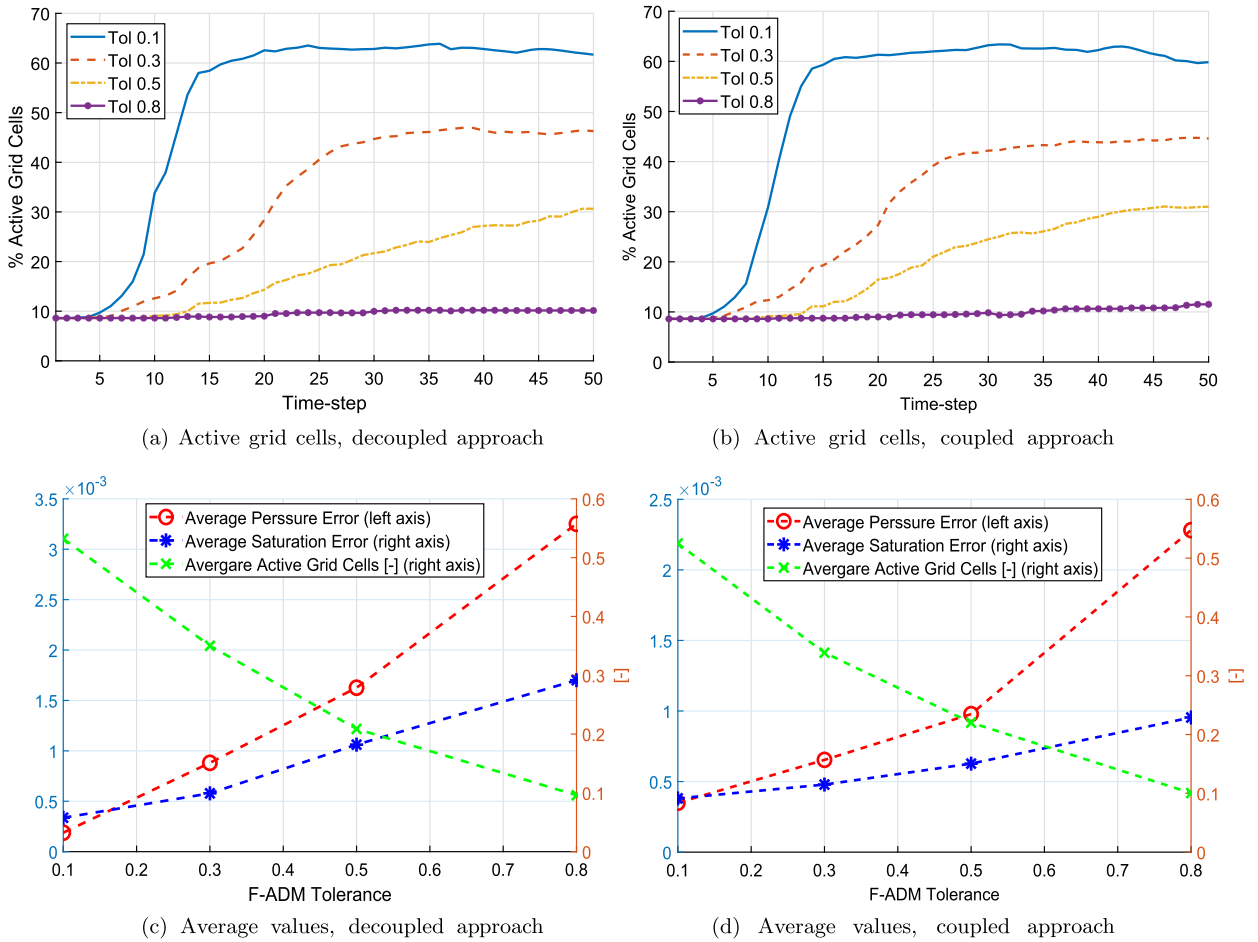 70
60
50
40
30
20
10
0
% Active Grid Cells
Tol 0.1
Tol 0.3
Tol 0.5
Tol 0.8
5 10 15 20 25 30 35 40 45 50
Time-step
(a) Active grid cells, decoupled approach
70
60
50
40
30
20
10
0
% Active Grid Cells
Tol 0.1
Tol 0.3
Tol 0.5
Tol 0.8
5 10 15 20 25 30 35 40 45 50
Time-step
(b) Active grid cells, coupled approach
×10⁻³
3.5
3
2.5
2
1.5
1
0.5
0
Average Perssure Error (left axis)
Average Saturation Error (right axis)
Avergare Active Grid Cells [-] (right axis)
0.6
0.5
0.4
0.3
0.2
0.1
0
[-]
0.1 0.2 0.3 0.4 0.5 0.6 0.7 0.8
F-ADM Tolerance
(c) Average values, decoupled approach
×10⁻³
2.5
2
1.5
1
0.5
0
Average Perssure Error (left axis)
Average Saturation Error (right axis)
Avergare Active Grid Cells [-] (right axis)
0.6
0.5
0.4
0.3
0.2
0.1
0
[-]
0.1 0.2 0.3 0.4 0.5 0.6 0.7 0.8
F-ADM Tolerance
(d) Average values, coupled approach